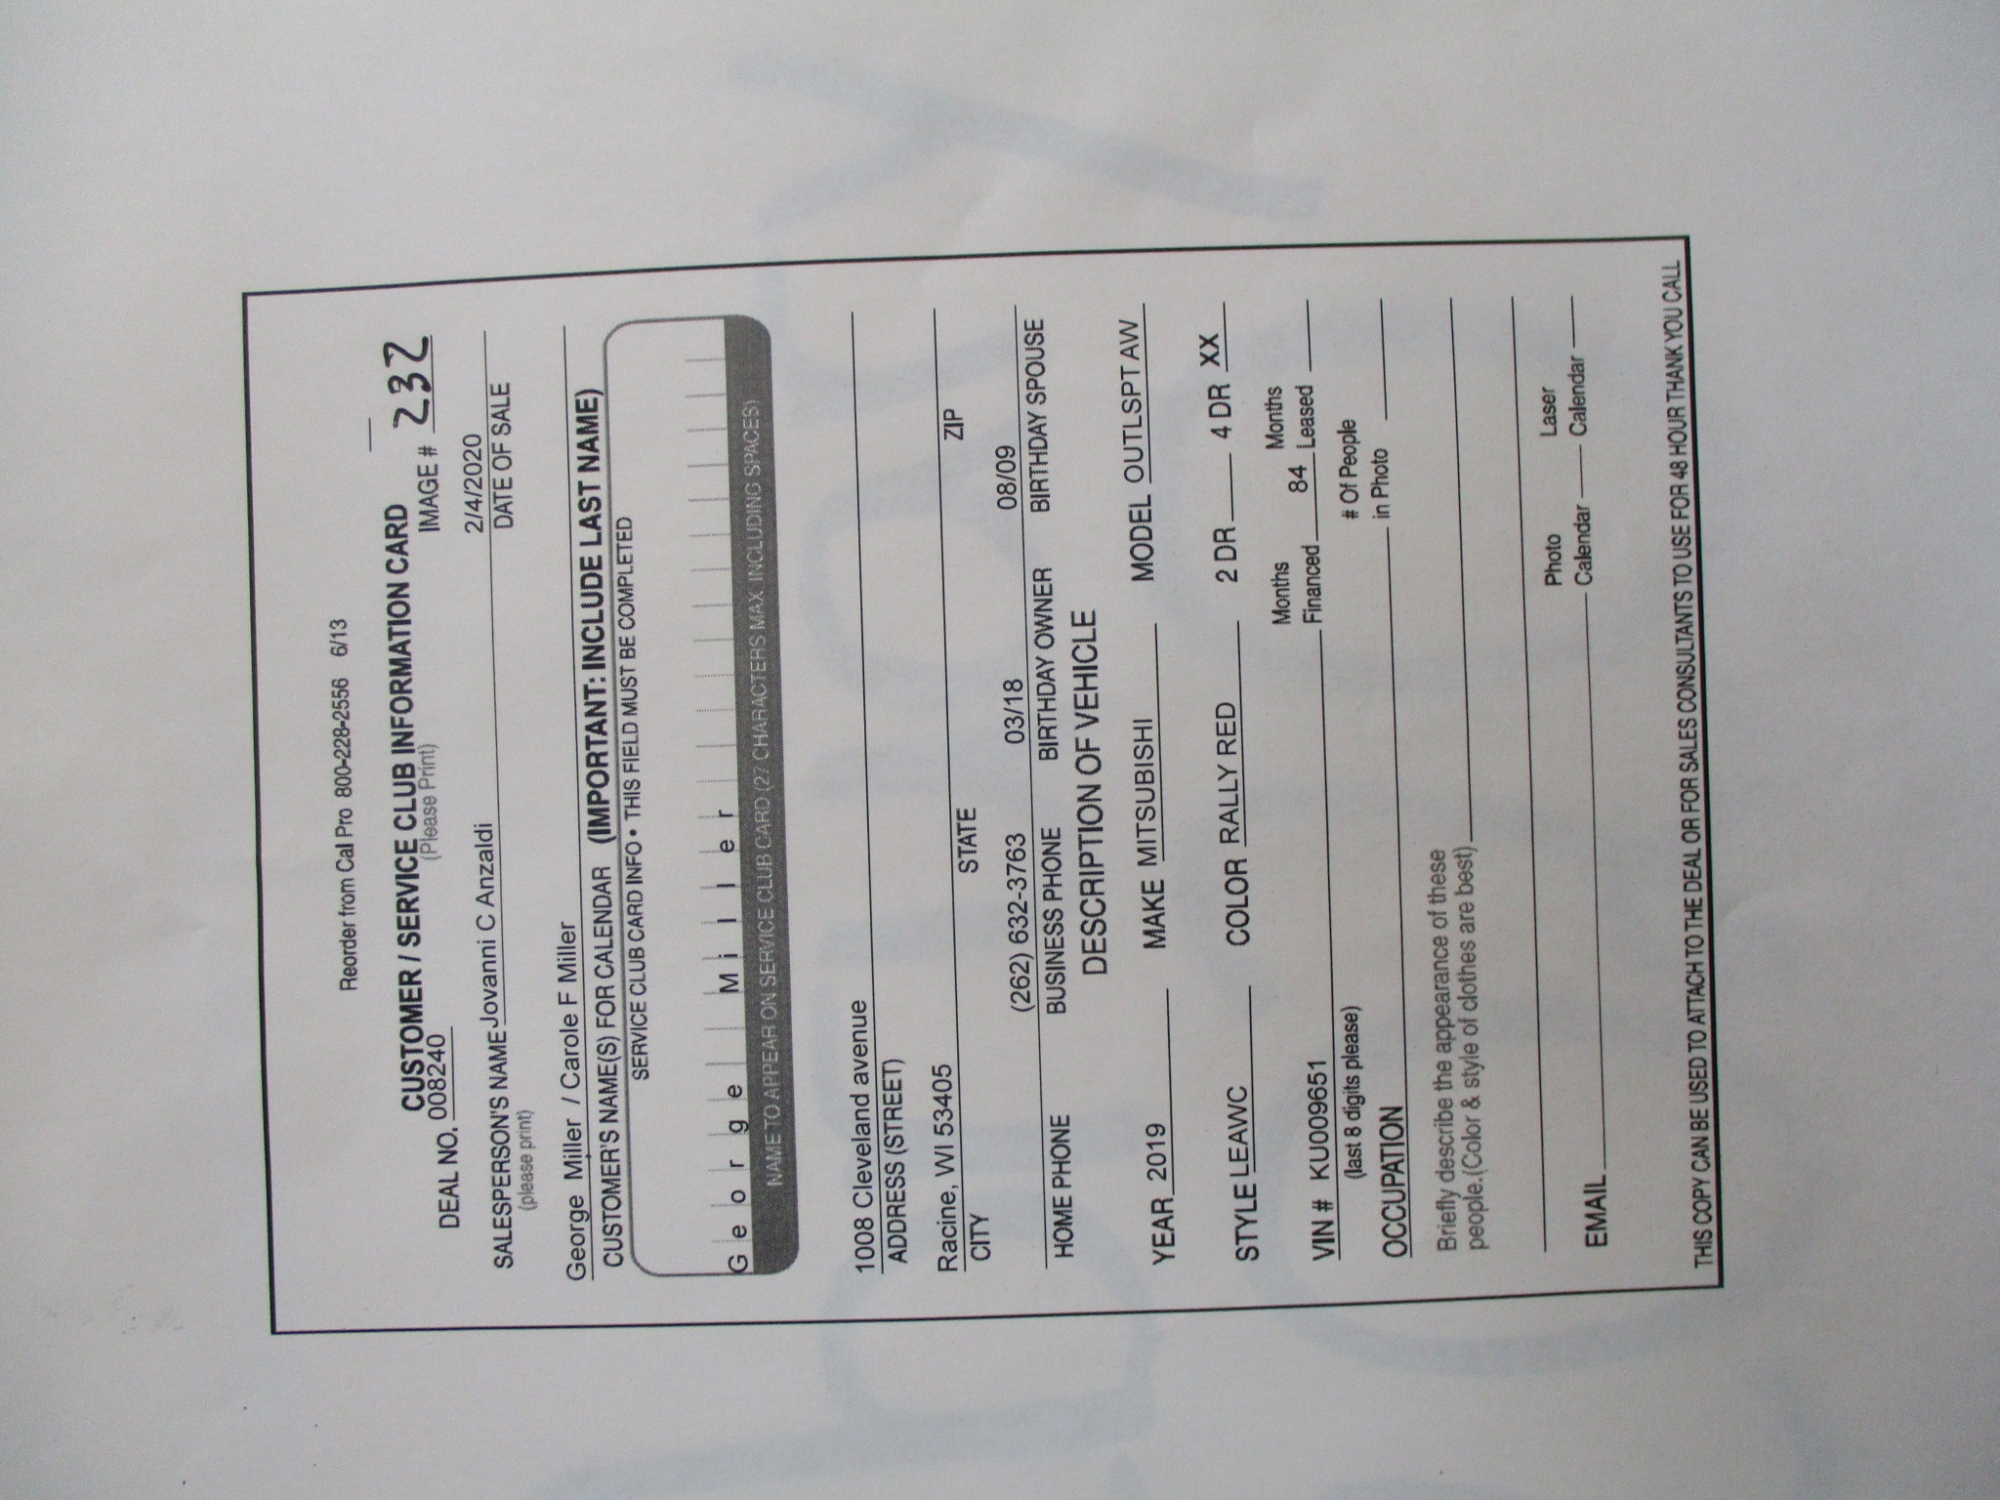 Reorder from Cal Pro 800-228-2556 6/13
CUSTOMER / SERVICE CLUB INFORMATION CARD
(Please Print)
DEAL NO. 008240 IMAGE # 232
SALESPERSON'S NAME Jovanni C Anzaldi 2/4/2020
(please print) DATE OF SALE
George Miller / Carole F Miller
CUSTOMER'S NAME(S) FOR CALENDAR (IMPORTANT: INCLUDE LAST NAME)
SERVICE CLUB CARD INFO • THIS FIELD MUST BE COMPLETED
George Miller
NAME TO APPEAR ON SERVICE CLUB CARD (27 CHARACTERS MAX INCLUDING SPACES)
1008 Cleveland avenue
ADDRESS (STREET)
Racine, WI 53405
CITY STATE ZIP
(262) 632-3763 03/18 08/09
HOME PHONE BUSINESS PHONE BIRTHDAY OWNER BIRTHDAY SPOUSE
DESCRIPTION OF VEHICLE
YEAR 2019 MAKE MITSUBISHI MODEL OUTLSPT AW
STYLE LEAWC COLOR RALLY RED 2 DR 4 DR XX
VIN # KU009651 Months Financed 84 Months Leased
(last 8 digits please)
OCCUPATION # Of People in Photo
Briefly describe the appearance of these
people.(Color & style of clothes are best)
EMAIL Photo Calendar Laser Calendar
THIS COPY CAN BE USED TO ATTACH TO THE DEAL OR FOR SALES CONSULTANTS TO USE FOR 48 HOUR THANK YOU CALL